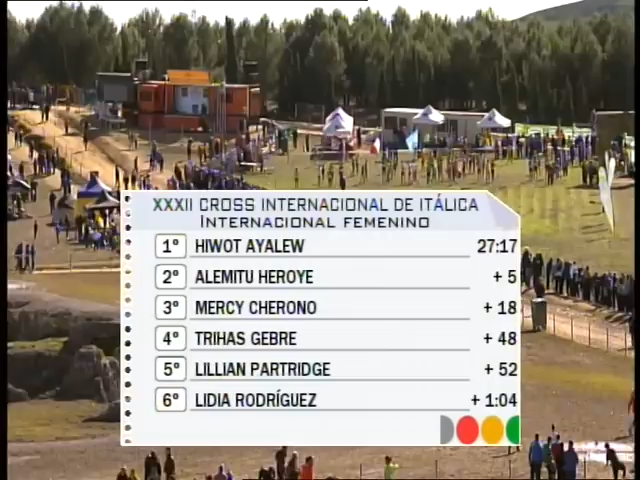 XXXII CROSS INTERNACIONAL DE ITÁLICA
INTERNACIONAL FEMENINO
1º HIWOT AYALEW 27:17
2º ALEMITU HEROYE + 5
3º MERCY CHERONO + 18
4º TRIHAS GEBRE + 48
5º LILLIAN PARTRIDGE + 52
6º LIDIA RODRÍGUEZ + 1:04